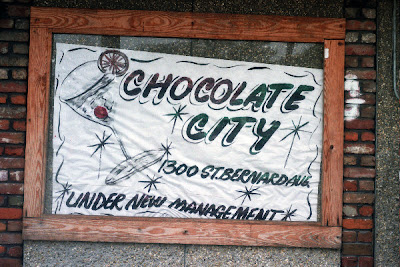 CHOCOLATE
CITY
1300 ST. BERNARD AVE.
UNDER NEW MANAGEMENT